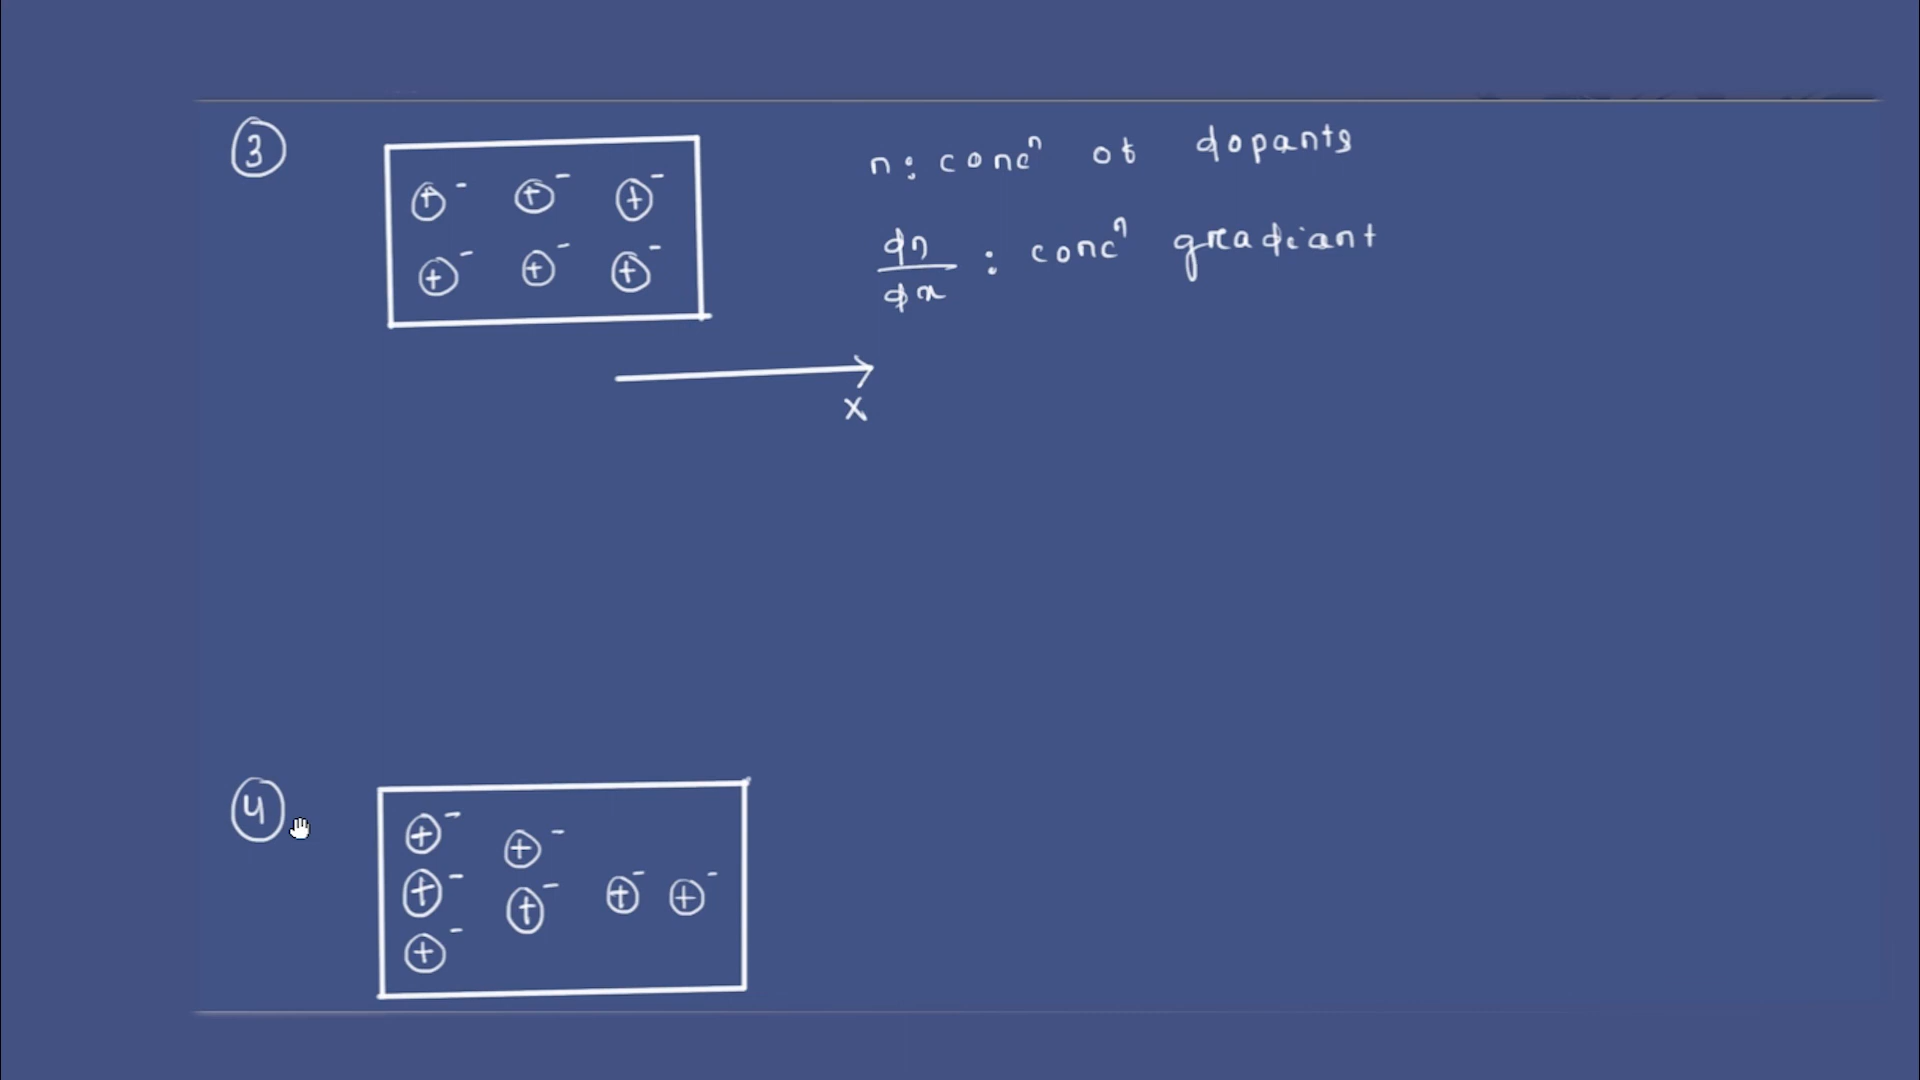 3
⊕⁻ ⊕⁻ ⊕⁻
⊕⁻ ⊕⁻ ⊕⁻
n: concⁿ of dopants
dn/dx : concⁿ gradiant
x
4
⊕⁻ ⊕⁻
⊕⁻ ⊕⁻ ⊕⁻ ⊕⁻
⊕⁻